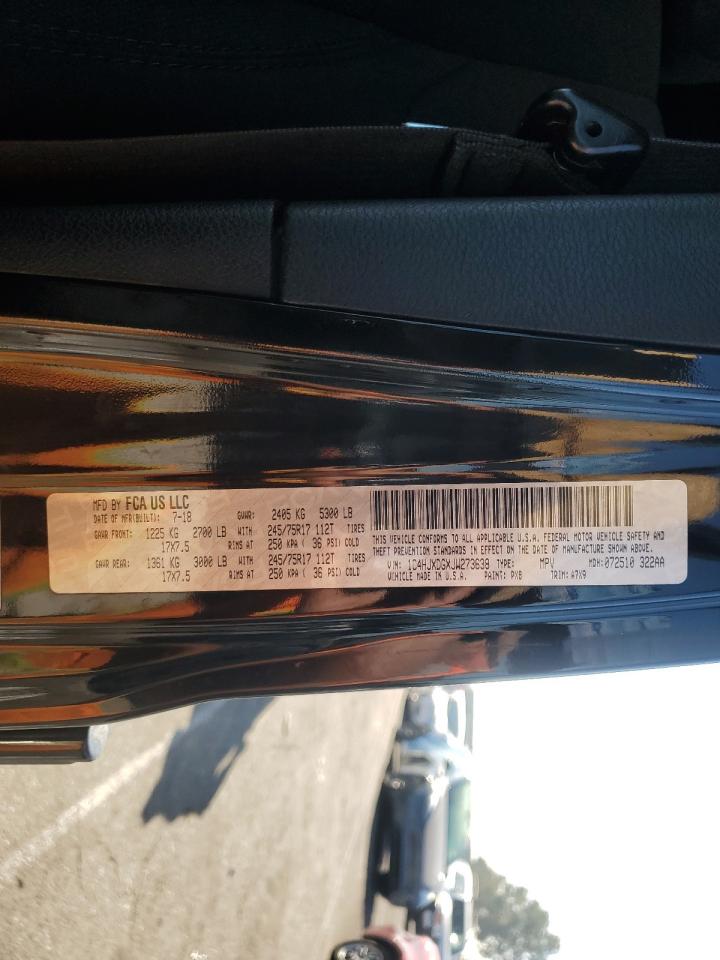 MFD BY FCA US LLC
DATE OF MFR(BUILT): 7-18 GVWR: 2405 KG 5300 LB
GAWR FRONT: 1225 KG 2700 LB WITH 245/75R17 112T TIRES
17X7.5 RIMS AT 250 KPA ( 36 PSI) COLD
GAWR REAR: 1361 KG 3000 LB WITH 245/75R17 112T TIRES
17X7.5 RIMS AT 250 KPA ( 36 PSI) COLD
THIS VEHICLE CONFORMS TO ALL APPLICABLE U.S.A. FEDERAL MOTOR VEHICLE SAFETY AND
THEFT PREVENTION STANDARDS IN EFFECT ON THE DATE OF MANUFACTURE SHOWN ABOVE.
VIN: 1C4HJXDGXJW273638 TYPE: MPV MDH: 072510 322AA
MADE IN U.S.A. PAINT: PX8 TRIM: A7X9